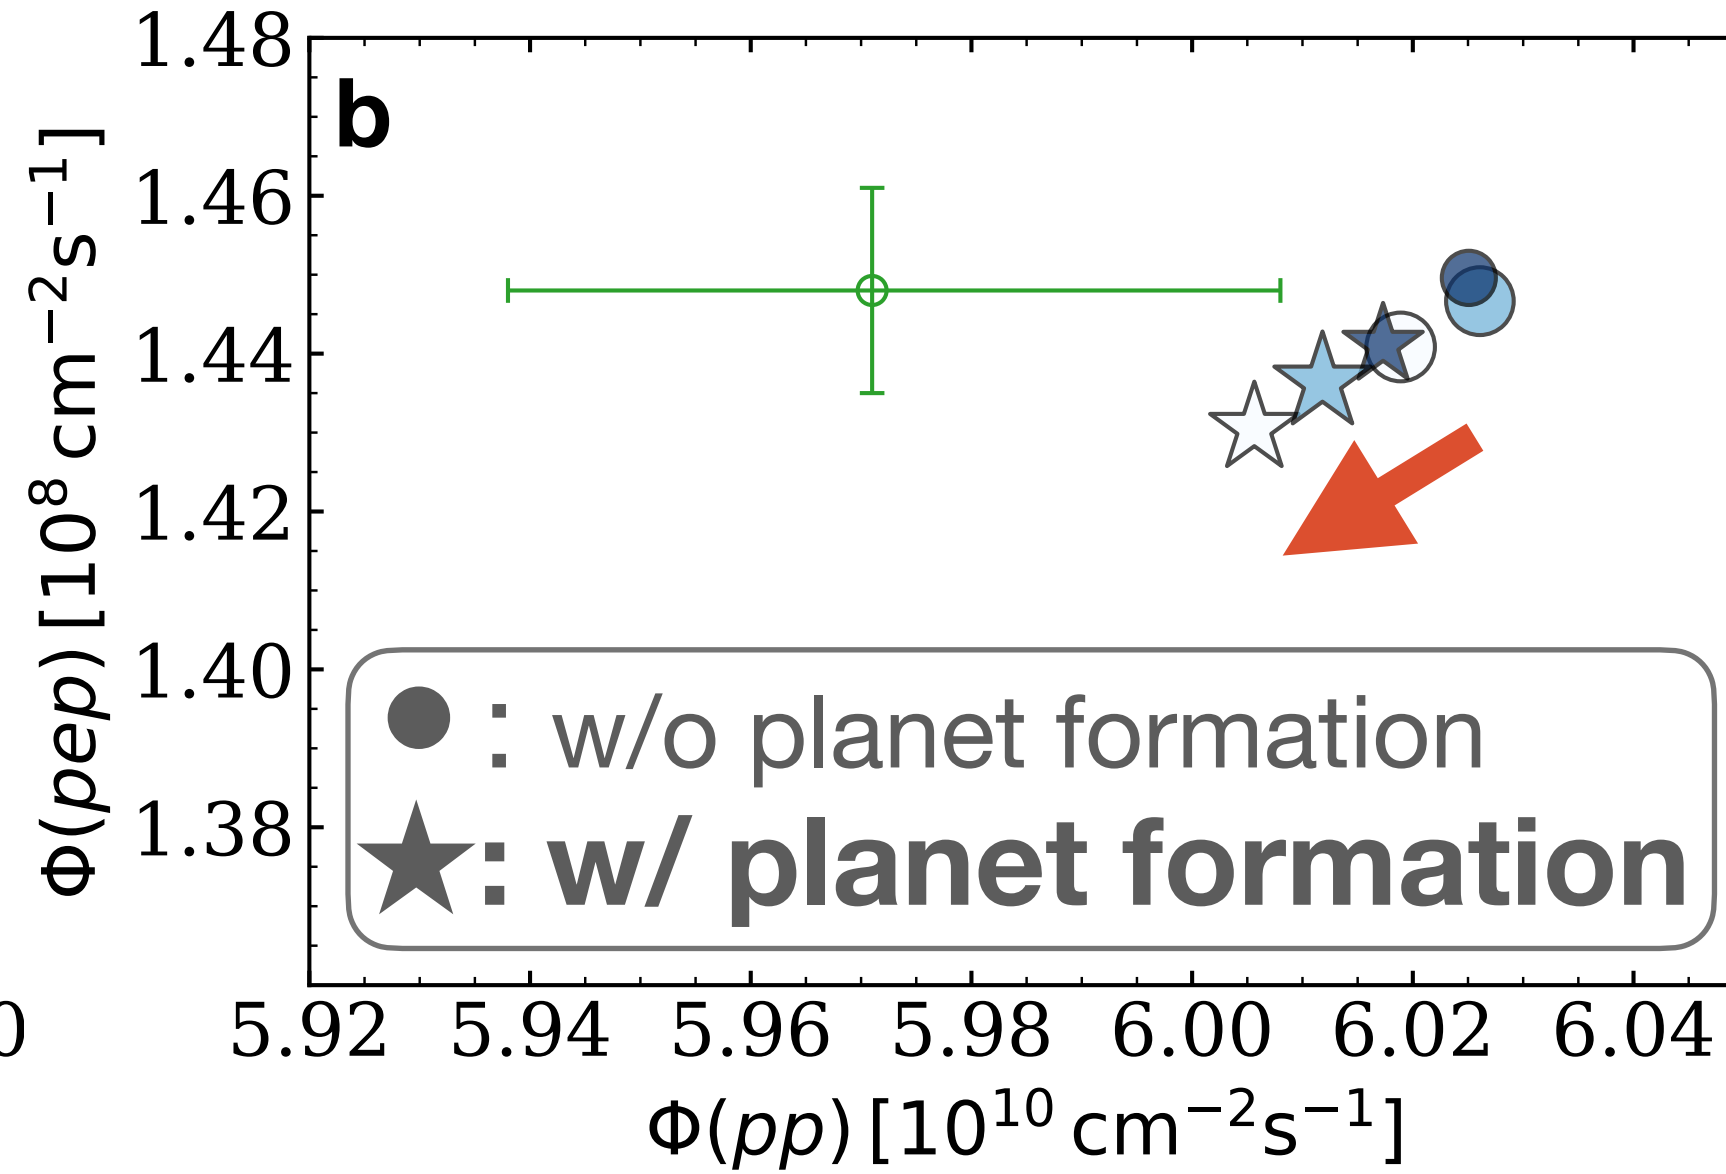 b
1.48
1.46
1.44
1.42
1.40
1.38
Φ(pep) [10⁸ cm⁻²s⁻¹]
: w/o planet formation
: w/ planet formation
0
5.92 5.94 5.96 5.98 6.00 6.02 6.04
Φ(pp) [10¹⁰ cm⁻²s⁻¹]